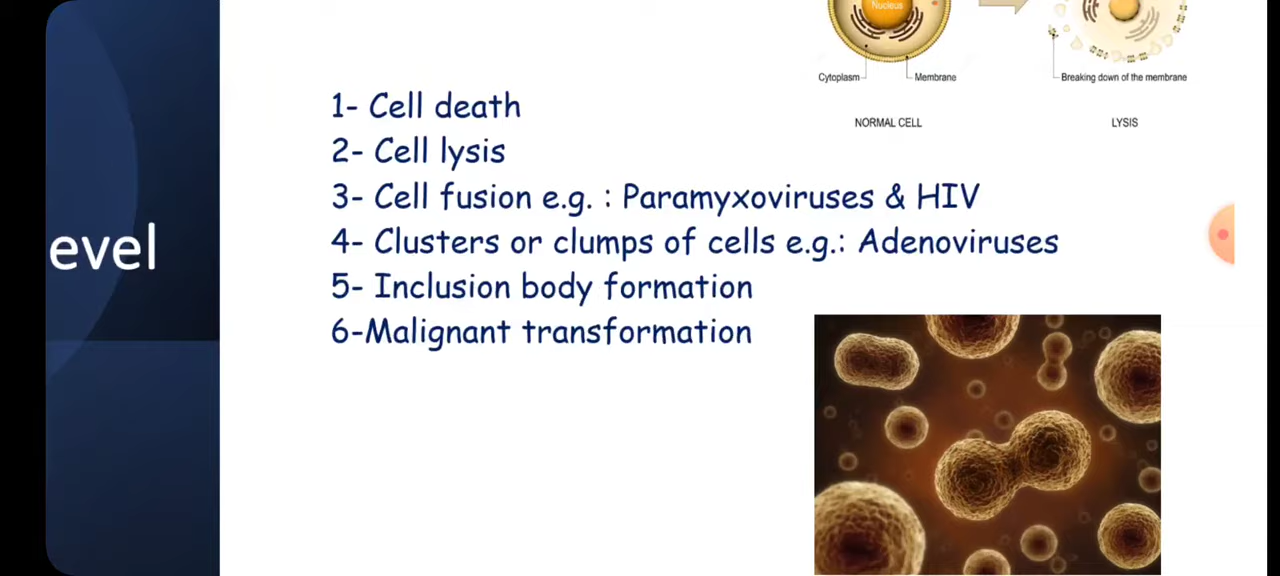 Nucleus
Cytoplasm
Membrane
Breaking down of the membrane
NORMAL CELL
LYSIS
1- Cell death
2- Cell lysis
3- Cell fusion e.g. : Paramyxoviruses & HIV
4- Clusters or clumps of cells e.g.: Adenoviruses
evel
5- Inclusion body formation
6-Malignant transformation